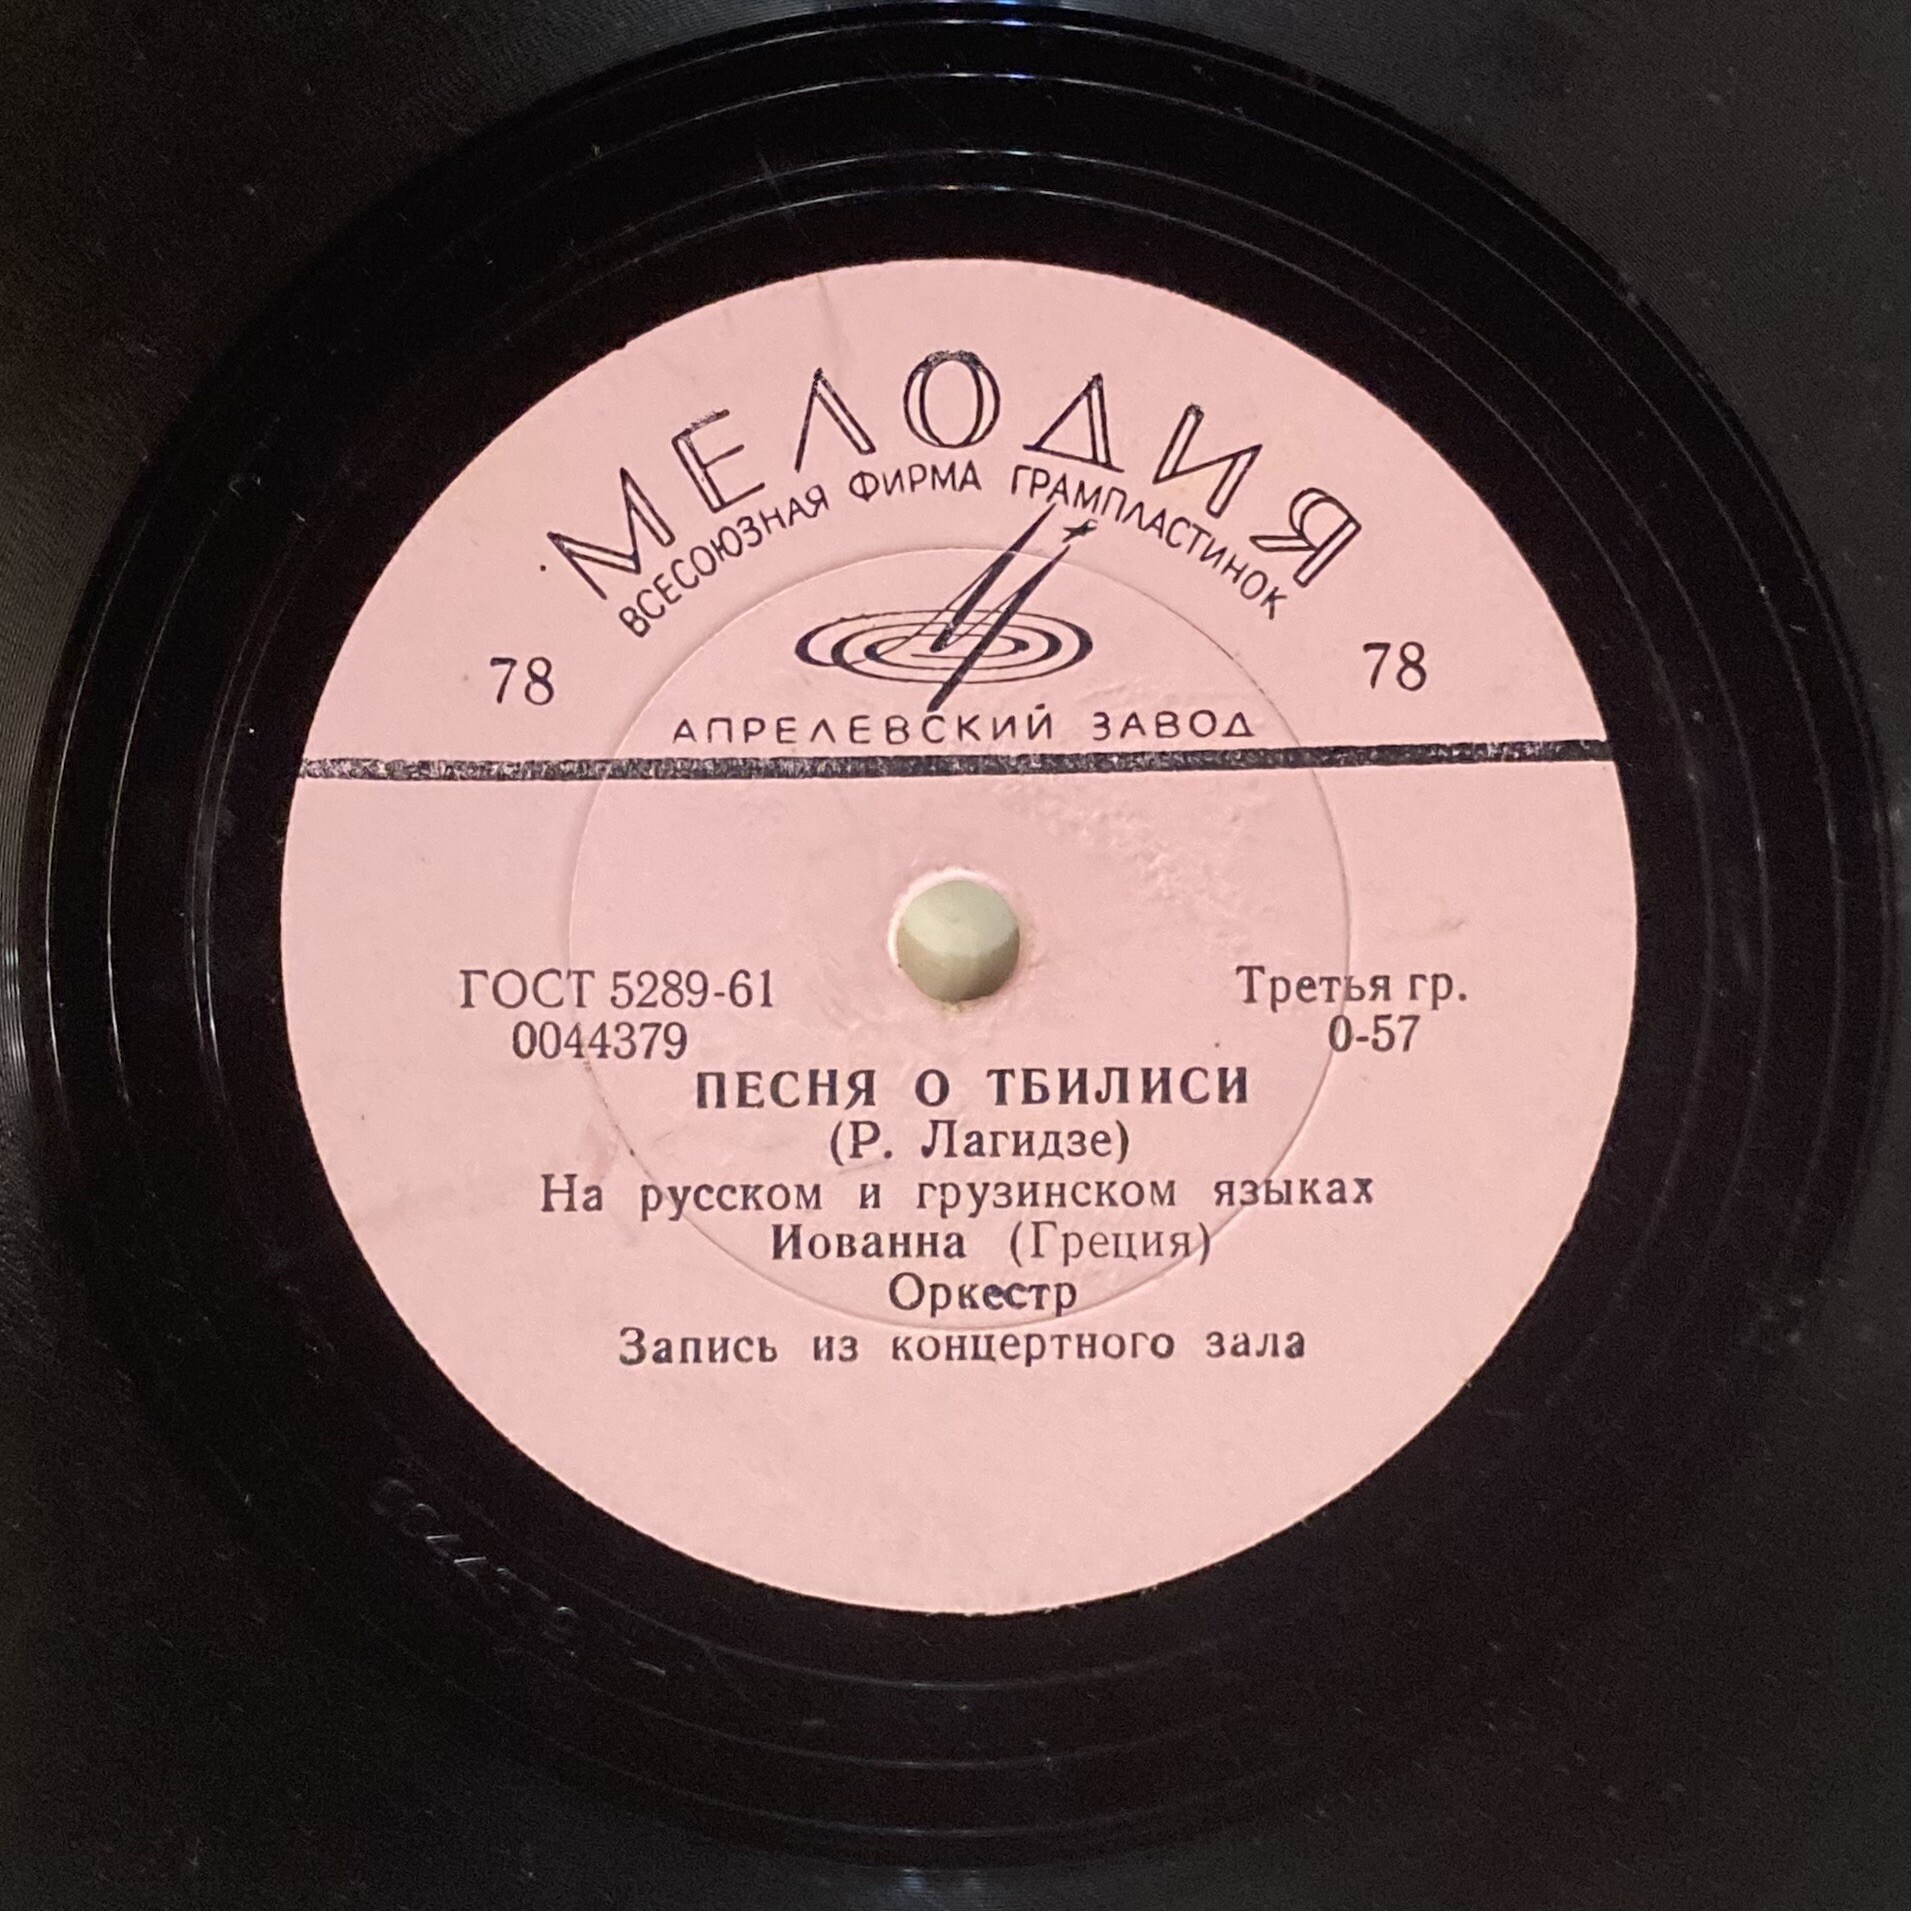 МЕЛОДИЯ
ВСЕСОЮЗНАЯ ФИРМА ГРАМПЛАСТИНОК
78 78
АПРЕЛЕВСКИЙ ЗАВОД
ГОСТ 5289-61 Третья гр.
0044379 0-57
ПЕСНЯ О ТБИЛИСИ
(Р. Лагидзе)
На русском и грузинском языках
Иованна (Греция)
Оркестр
Запись из концертного зала